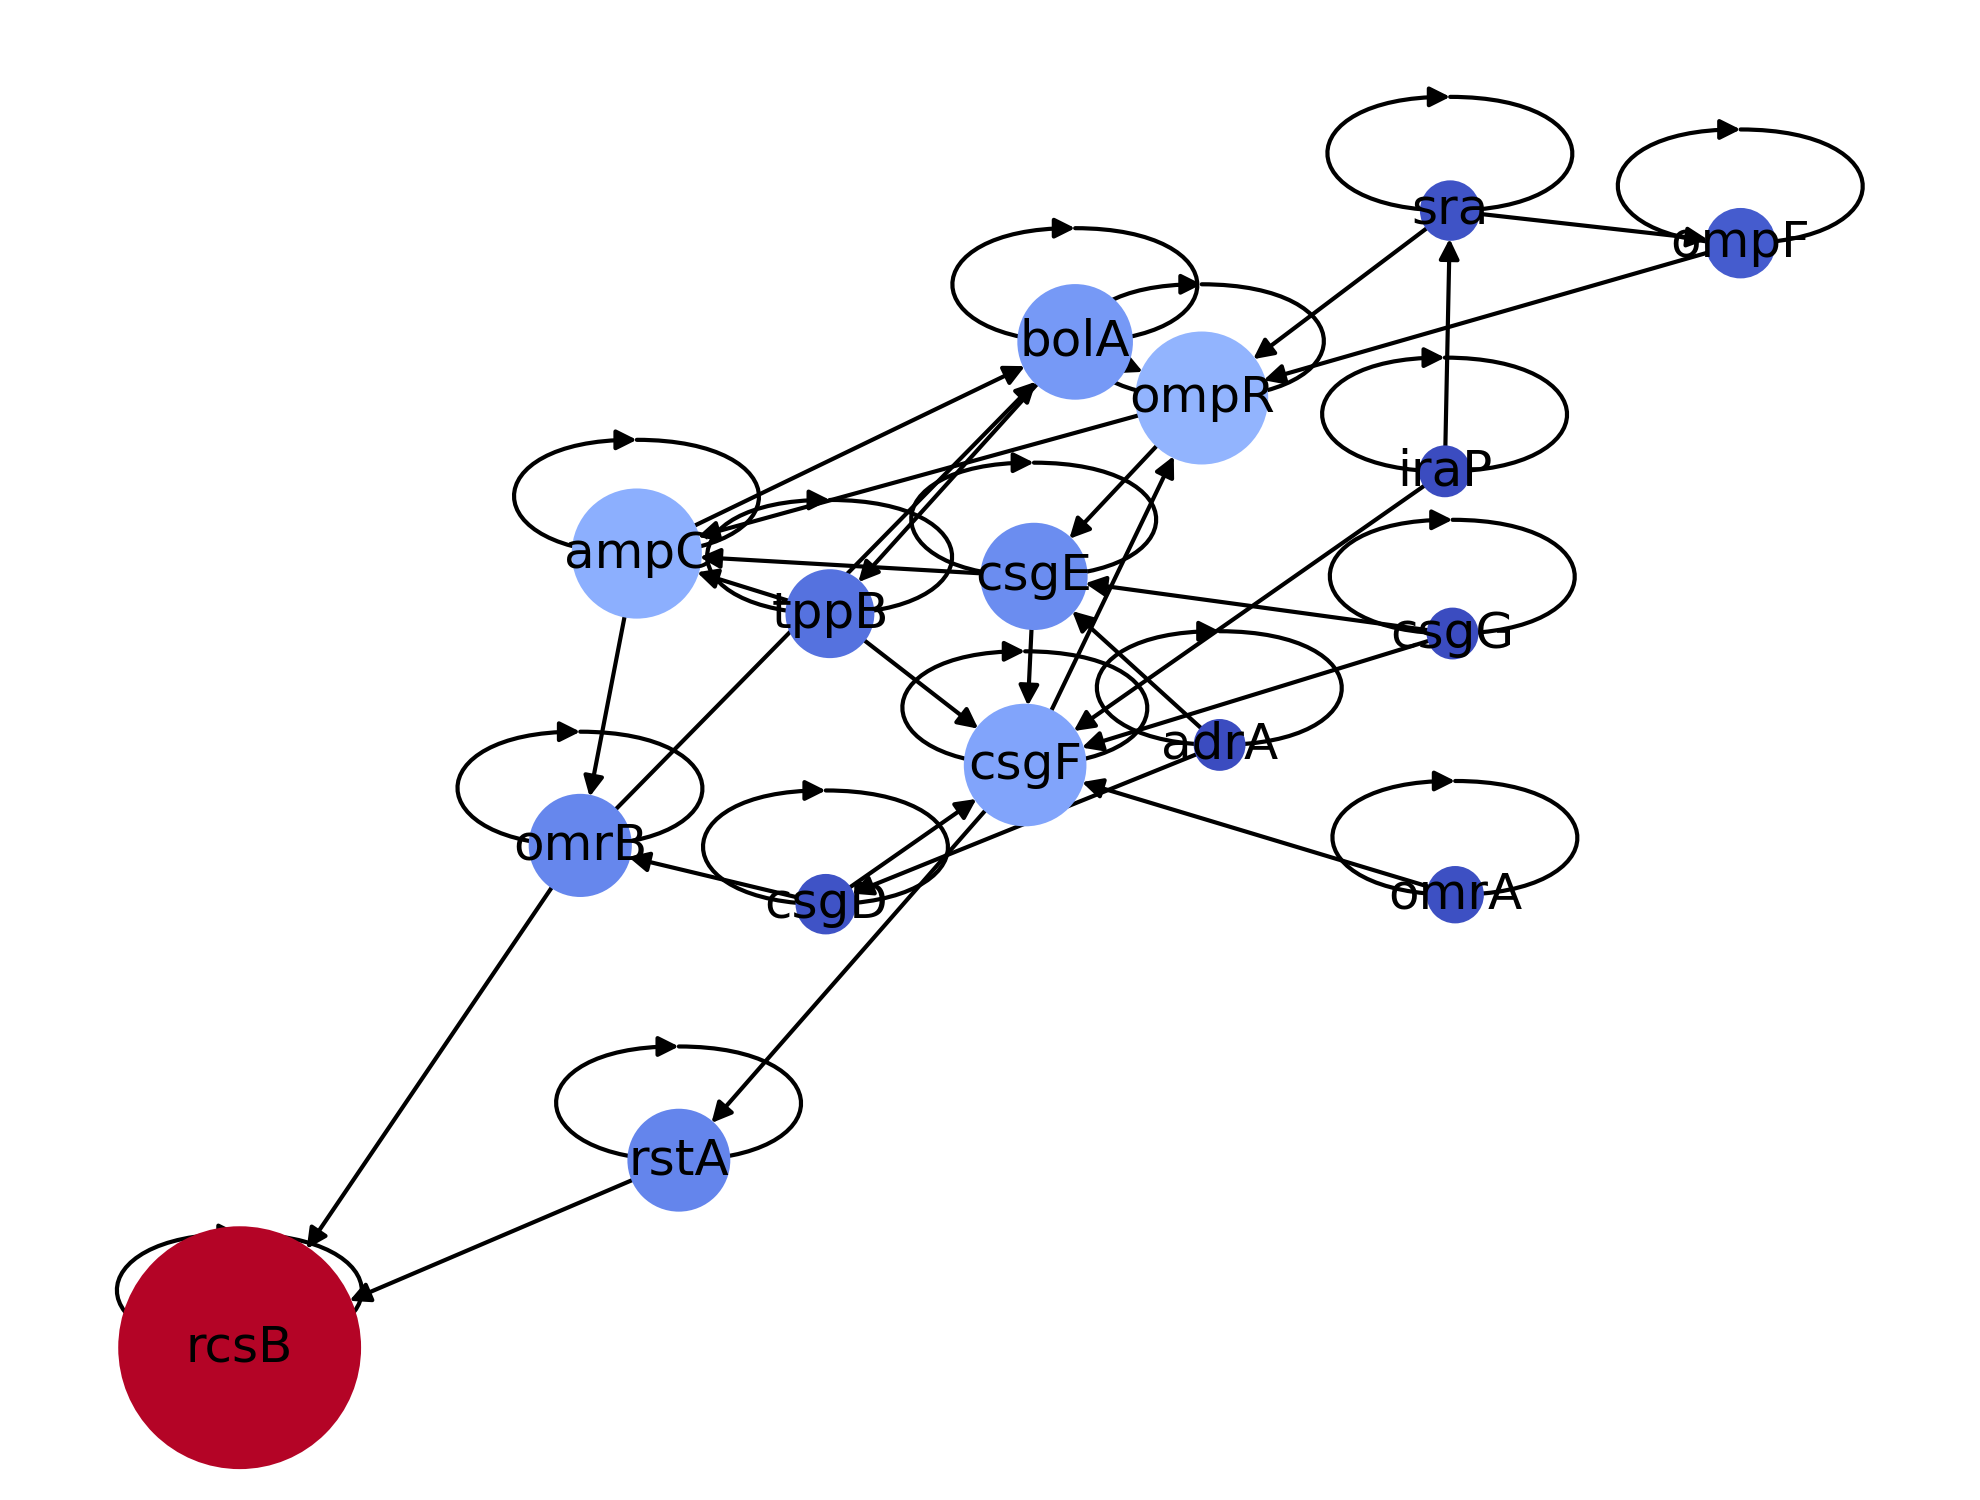 sra
ompF
bolA
ompR
iraP
ampC
csgE
tppB
csgG
csgF
adrA
omrB
csgD
omrA
rstA
rcsB